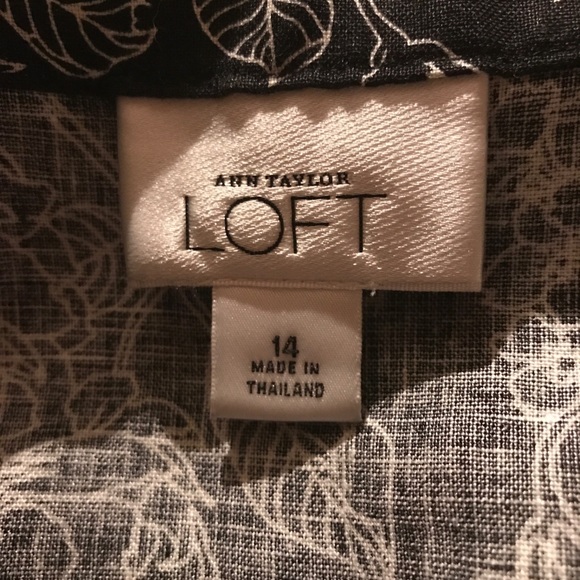 ANN TAYLOR
LOFT
14
MADE IN
THAILAND